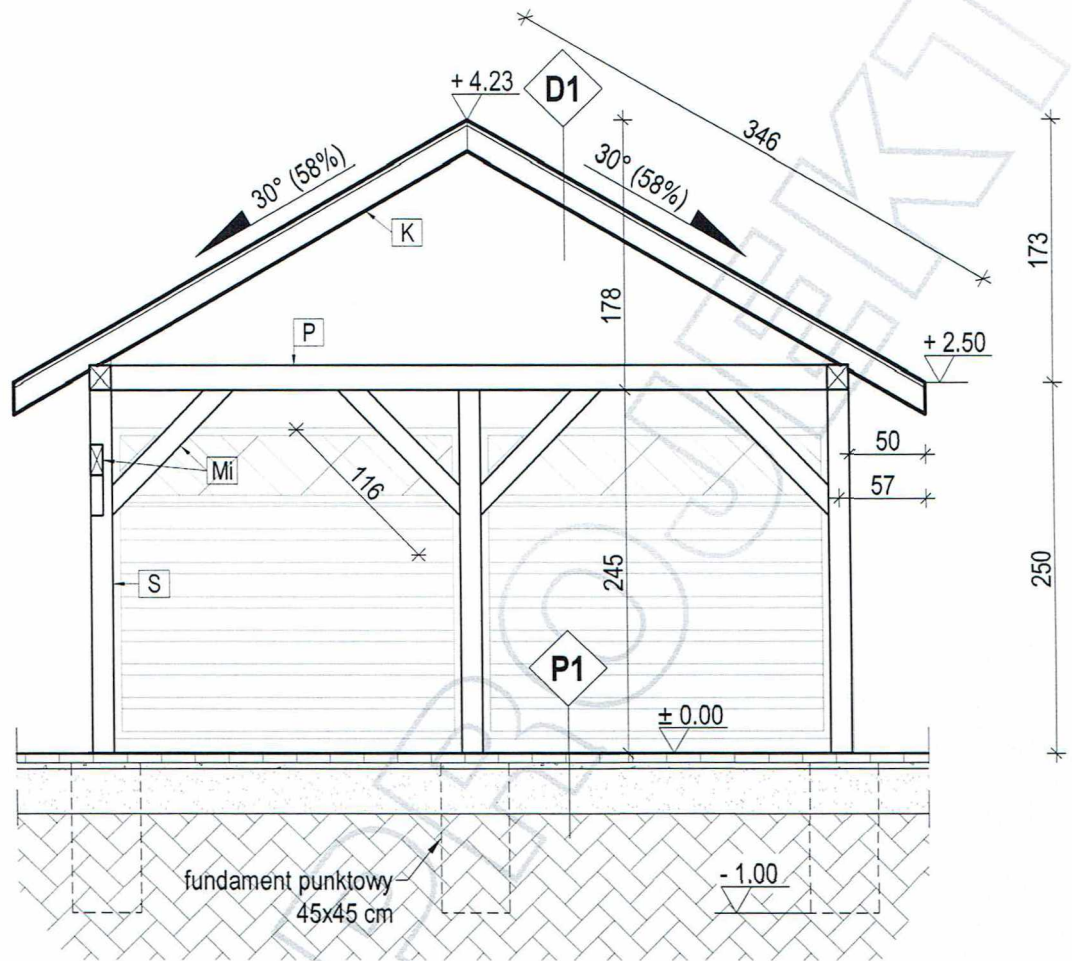 + 4.23
D1
346
30° (58%)
30° (58%)
K
173
178
P
+ 2.50
50
Mi
116
57
S
245
250
P1
± 0.00
fundament punktowy
45x45 cm
- 1.00
PROJEKT